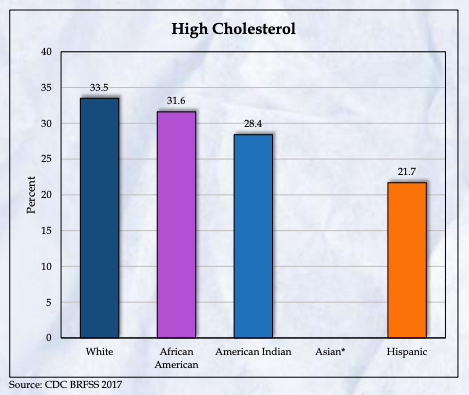 High Cholesterol
40
35
30
25
20
15
10
5
0
Percent
33.5
31.6
28.4
21.7
White
African
American
American Indian
Asian*
Hispanic
Source: CDC BRFSS 2017